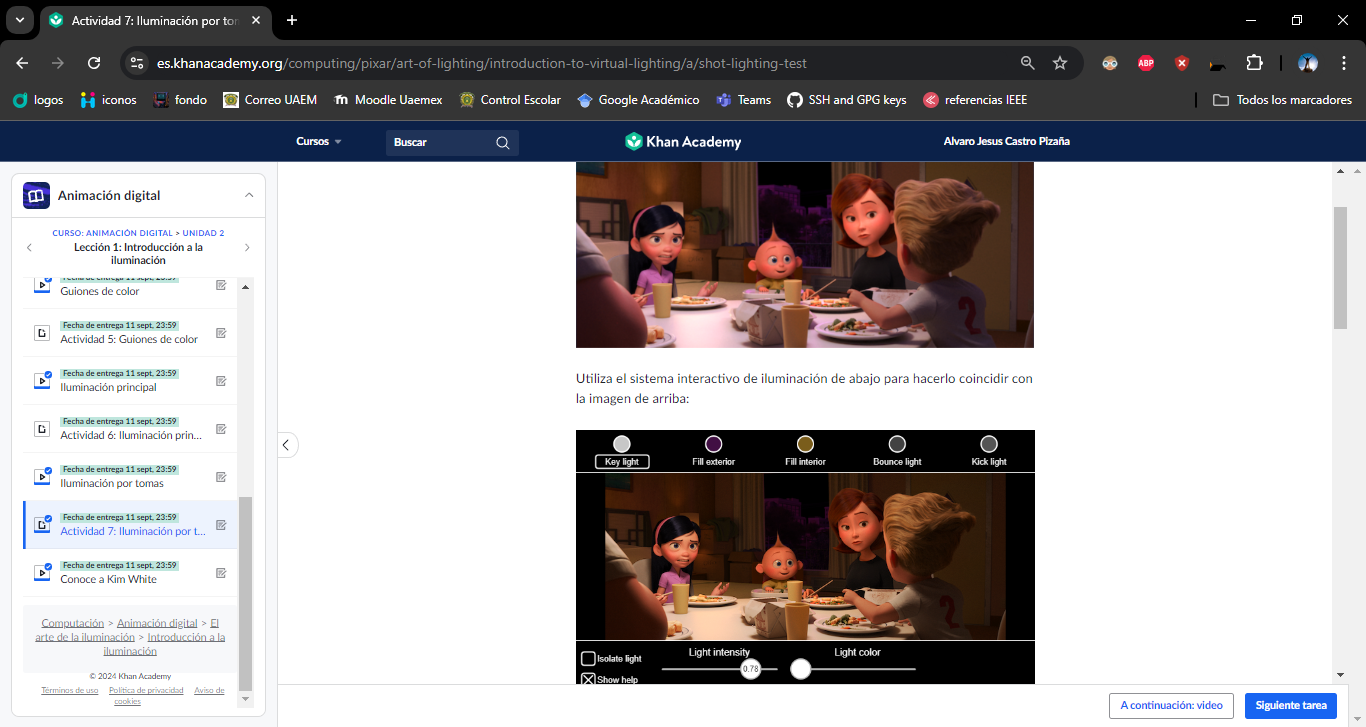 Actividad 7: Iluminación por tom
es.khanacademy.org/computing/pixar/art-of-lighting/introduction-to-virtual-lighting/a/shot-lighting-test
ABP
logos
iconos
fondo
Correo UAEM
Moodle Uaemex
Control Escolar
Google Académico
Teams
SSH and GPG keys
referencias IEEE
Todos los marcadores
Cursos
Buscar
Khan Academy
Alvaro Jesus Castro Pizaña
Animación digital
CURSO: ANIMACIÓN DIGITAL > UNIDAD 2
Lección 1: Introducción a la
iluminación
Fecha de entrega 11 sept, 23:59
Guiones de color
Fecha de entrega 11 sept, 23:59
Actividad 5: Guiones de color
Fecha de entrega 11 sept, 23:59
Iluminación principal
Fecha de entrega 11 sept, 23:59
Actividad 6: Iluminación prin...
Fecha de entrega 11 sept, 23:59
Iluminación por tomas
Fecha de entrega 11 sept, 23:59
Actividad 7: Iluminación por t...
Fecha de entrega 11 sept, 23:59
Conoce a Kim White
Computación > Animación digital > El
arte de la iluminación > Introducción a la
iluminación
© 2024 Khan Academy
Términos de uso Política de privacidad Aviso de
cookies
2
Utiliza el sistema interactivo de iluminación de abajo para hacerlo coincidir con
la imagen de arriba:
Key light
Fill exterior
Fill interior
Bounce light
Kick light
2
Isolate light
Show help
Light intensity
0.78
Light color
A continuación: video
Siguiente tarea